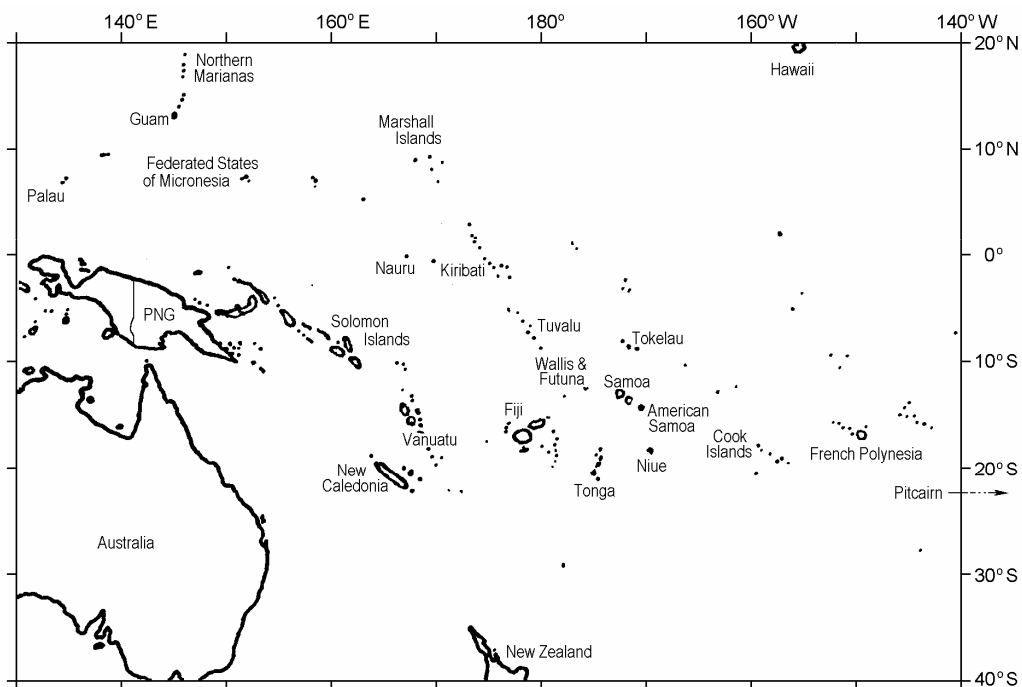 140° E
160° E
180°
160° W
140° W
20° N
Hawaii
Northern
Marianas
Guam
Marshall
Islands
10° N
Federated States
of Micronesia
Palau
0°
Nauru
Kiribati
PNG
Solomon
Islands
Tuvalu
Tokelau
10° S
Wallis &
Futuna
Samoa
American
Samoa
Fiji
Vanuatu
Cook
Islands
French Polynesia
Niue
20° S
New
Caledonia
Tonga
Pitcairn
Australia
30° S
New Zealand
40° S